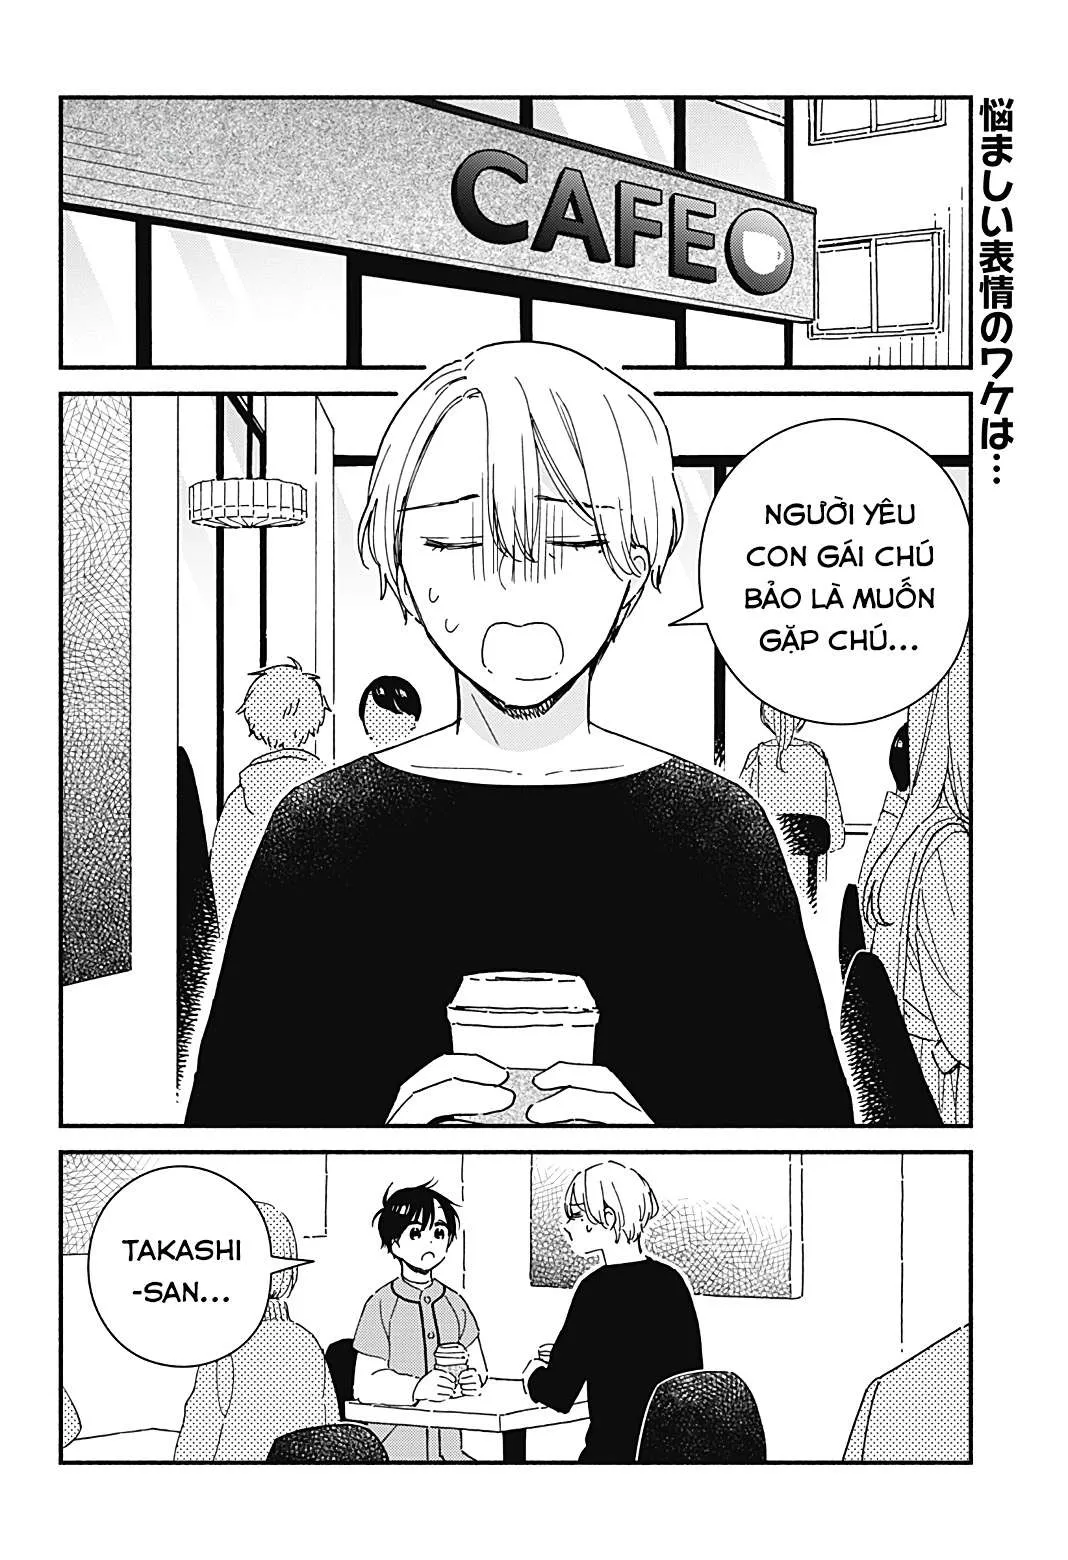 悩ましい表情のワケは…
CAFE
NGƯỜI YÊU
CON GÁI CHÚ
BẢO LÀ MUỐN
GẶP CHÚ...
TAKASHI
-SAN...